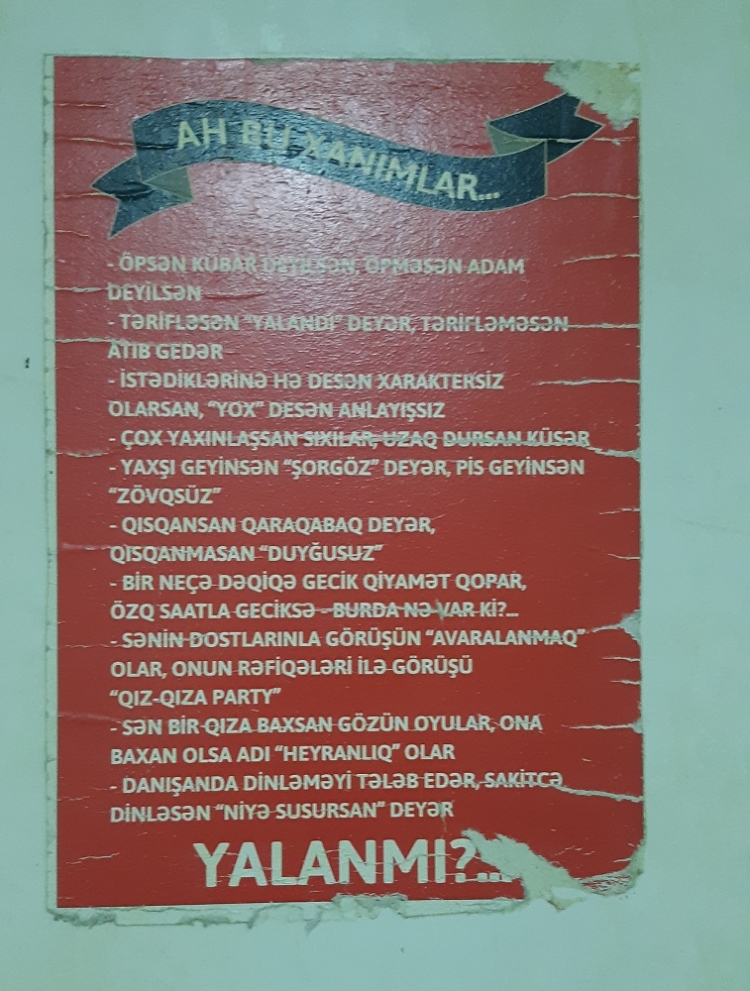 AH BU XANIMLAR...
- ÖPSƏN KUBAR DEYİLSƏN, ÖPMƏSƏN ADAM
DEYİLSƏN
- TƏRİFLƏSƏN "YALANDI" DEYƏR, TƏRİFLƏMƏSƏN
ATIB GEDƏR
- İSTƏDİKLƏRİNƏ HƏ DESƏN XARAKTERSİZ
OLARSAN, "YOX" DESƏN ANLAYIŞSIZ
- ÇOX YAXINLAŞSAN SIXILAR, UZAQ DURSAN KÜSƏR
- YAXŞI GEYİNSƏN "ŞORGÖZ" DEYƏR, PİS GEYİNSƏN
"ZÖVQSÜZ"
- QISQANSAN QARAQABAQ DEYƏR,
QISQANMASAN "DUYĞUSUZ"
- BİR NEÇƏ DƏQİQƏ GECİK QİYAMƏT QOPAR,
ÖZQ SAATLA GECİKSƏ - BURDA NƏ VAR Kİ?...
- SƏNİN DOSTLARINLA GÖRÜŞÜN "AVARALANMAQ"
OLAR, ONUN RƏFİQƏLƏRİ İLƏ GÖRÜŞÜ
"QIZ-QIZA PARTY"
- SƏN BİR QIZA BAXSAN GÖZÜN OYULAR, ONA
BAXAN OLSA ADI "HEYRANLIQ" OLAR
- DANIŞANDA DİNLƏMƏYİ TƏLƏB EDƏR, SAKİTCƏ
DİNLƏSƏN "NİYƏ SUSURSAN" DEYƏR
YALANMI?...